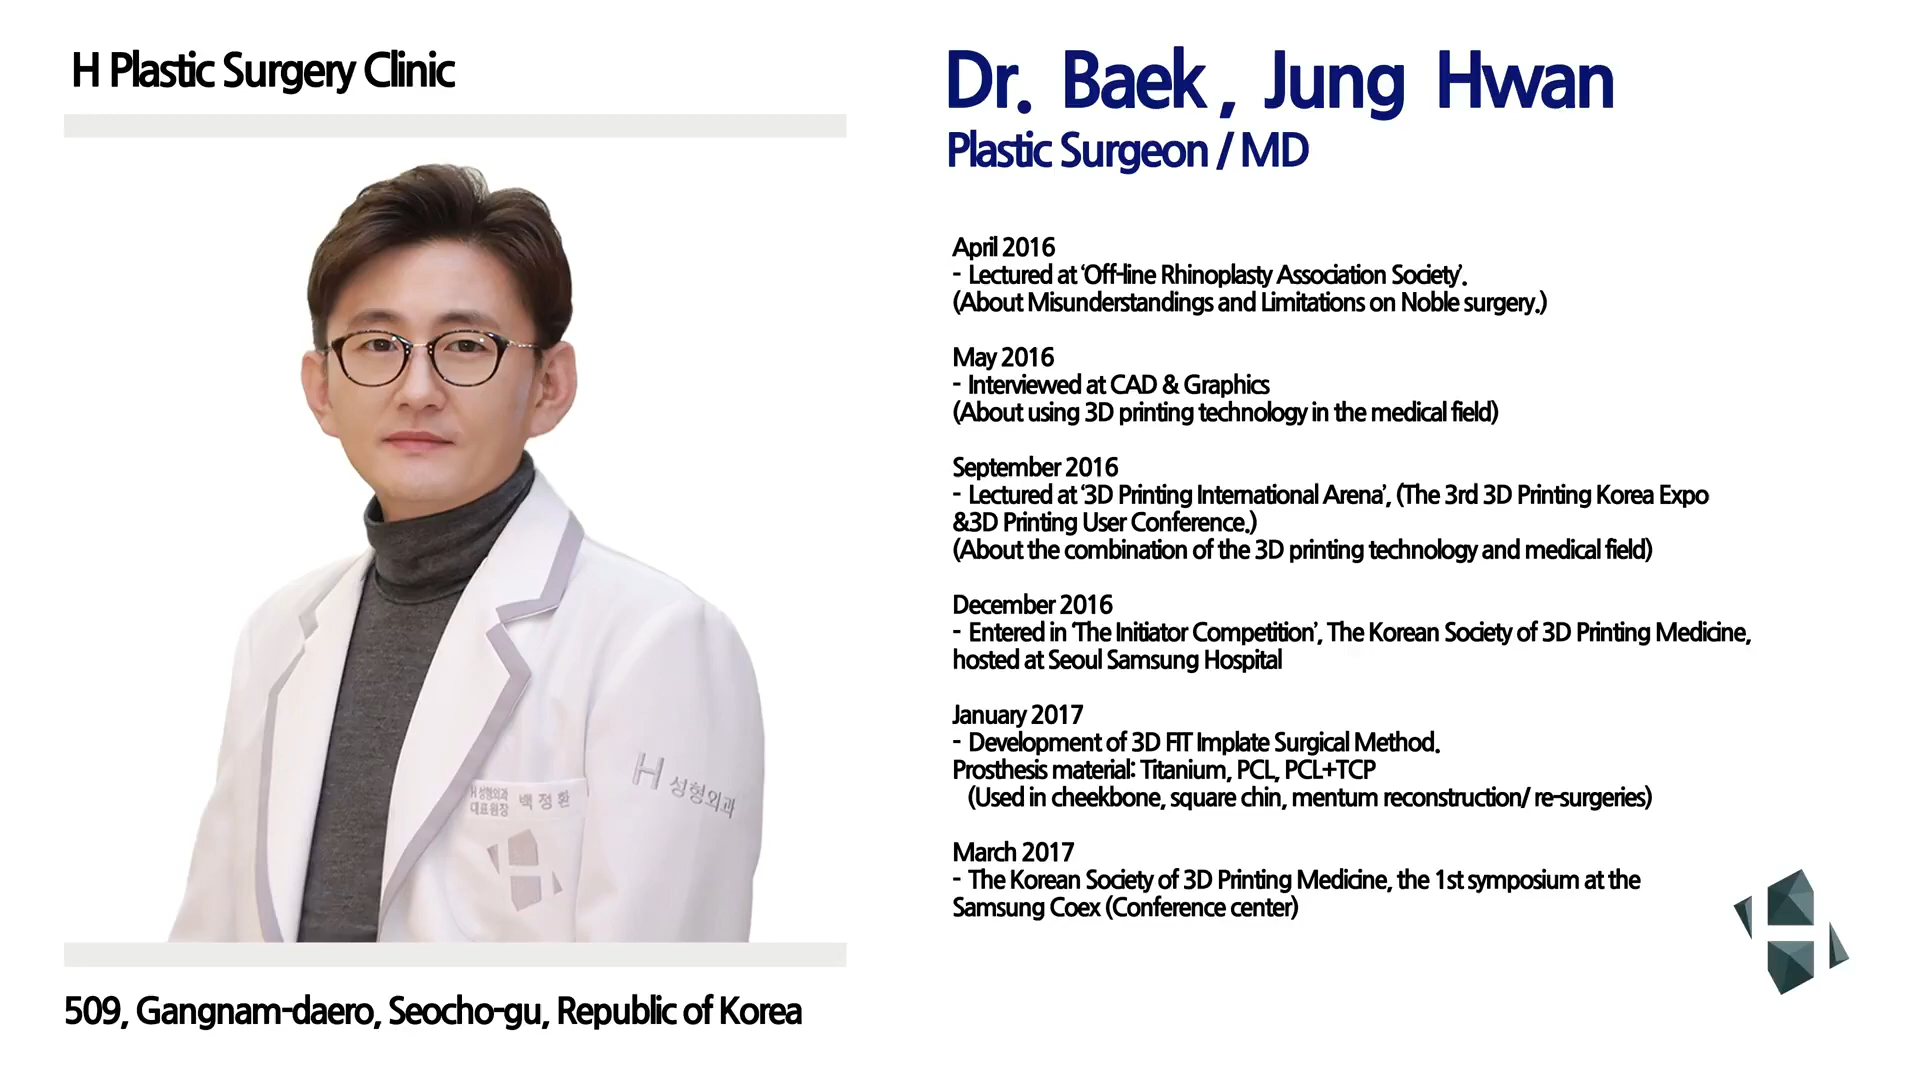 H Plastic Surgery Clinic
Dr. Baek, Jung Hwan
Plastic Surgeon / MD
April 2016
- Lectured at ‘Off-line Rhinoplasty Association Society’.
(About Misunderstandings and Limitations on Noble surgery.)
May 2016
- Interviewed at CAD & Graphics
(About using 3D printing technology in the medical field)
September 2016
- Lectured at ‘3D Printing International Arena’, (The 3rd 3D Printing Korea Expo
&3D Printing User Conference.)
(About the combination of the 3D printing technology and medical field)
December 2016
- Entered in ‘The Initiator Competition’, The Korean Society of 3D Printing Medicine,
hosted at Seoul Samsung Hospital
January 2017
- Development of 3D FIT Implate Surgical Method.
Prosthesis material: Titanium, PCL, PCL+TCP
(Used in cheekbone, square chin, mentum reconstruction/ re-surgeries)
March 2017
- The Korean Society of 3D Printing Medicine, the 1st symposium at the
Samsung Coex (Conference center)
H 성형외과
H 성형외과
대표원장 백정환
509, Gangnam-daero, Seocho-gu, Republic of Korea